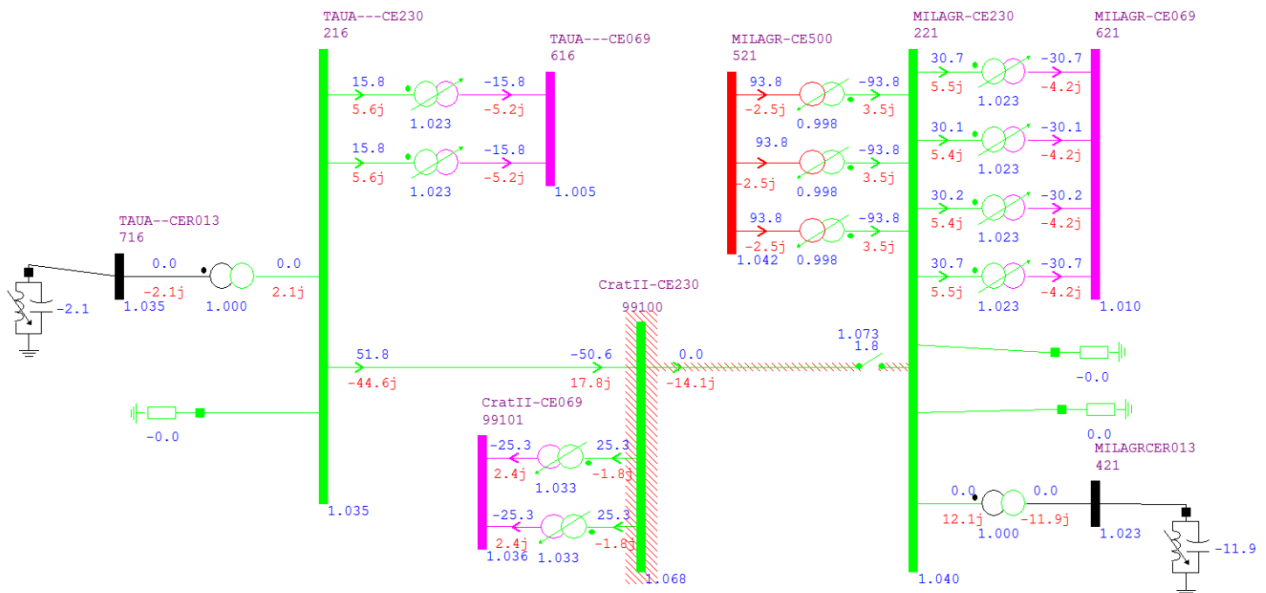 TAUA---CE230
216
MILAGR-CE230
221
MILAGR-CE069
621
TAUA---CE069
616
MILAGR-CE500
521
15.8
-15.8
5.6j
-5.2j
1.023
15.8
-15.8
5.6j
-5.2j
1.023
1.005
93.8
-93.8
-2.5j
3.5j
0.998
93.8
-93.8
-2.5j
3.5j
0.998
93.8
-93.8
-2.5j
3.5j
1.042
0.998
30.7
-30.7
5.5j
-4.2j
1.023
30.1
-30.1
5.4j
-4.2j
1.023
30.2
-30.2
5.4j
-4.2j
1.023
30.7
-30.7
5.5j
-4.2j
1.023
1.010
TAUA--CER013
716
0.0
0.0
-2.1j
2.1j
1.035
1.000
-2.1
CratII-CE230
99100
51.8
-50.6
0.0
-44.6j
17.8j
-14.1j
1.073
1.8
-0.0
-0.0
0.0
CratII-CE069
99101
-25.3
25.3
2.4j
-1.8j
1.033
-25.3
25.3
2.4j
-1.8j
1.036
1.033
1.035
1.068
1.040
MILAGRCER013
421
0.0
0.0
12.1j
-11.9j
1.000
1.023
-11.9